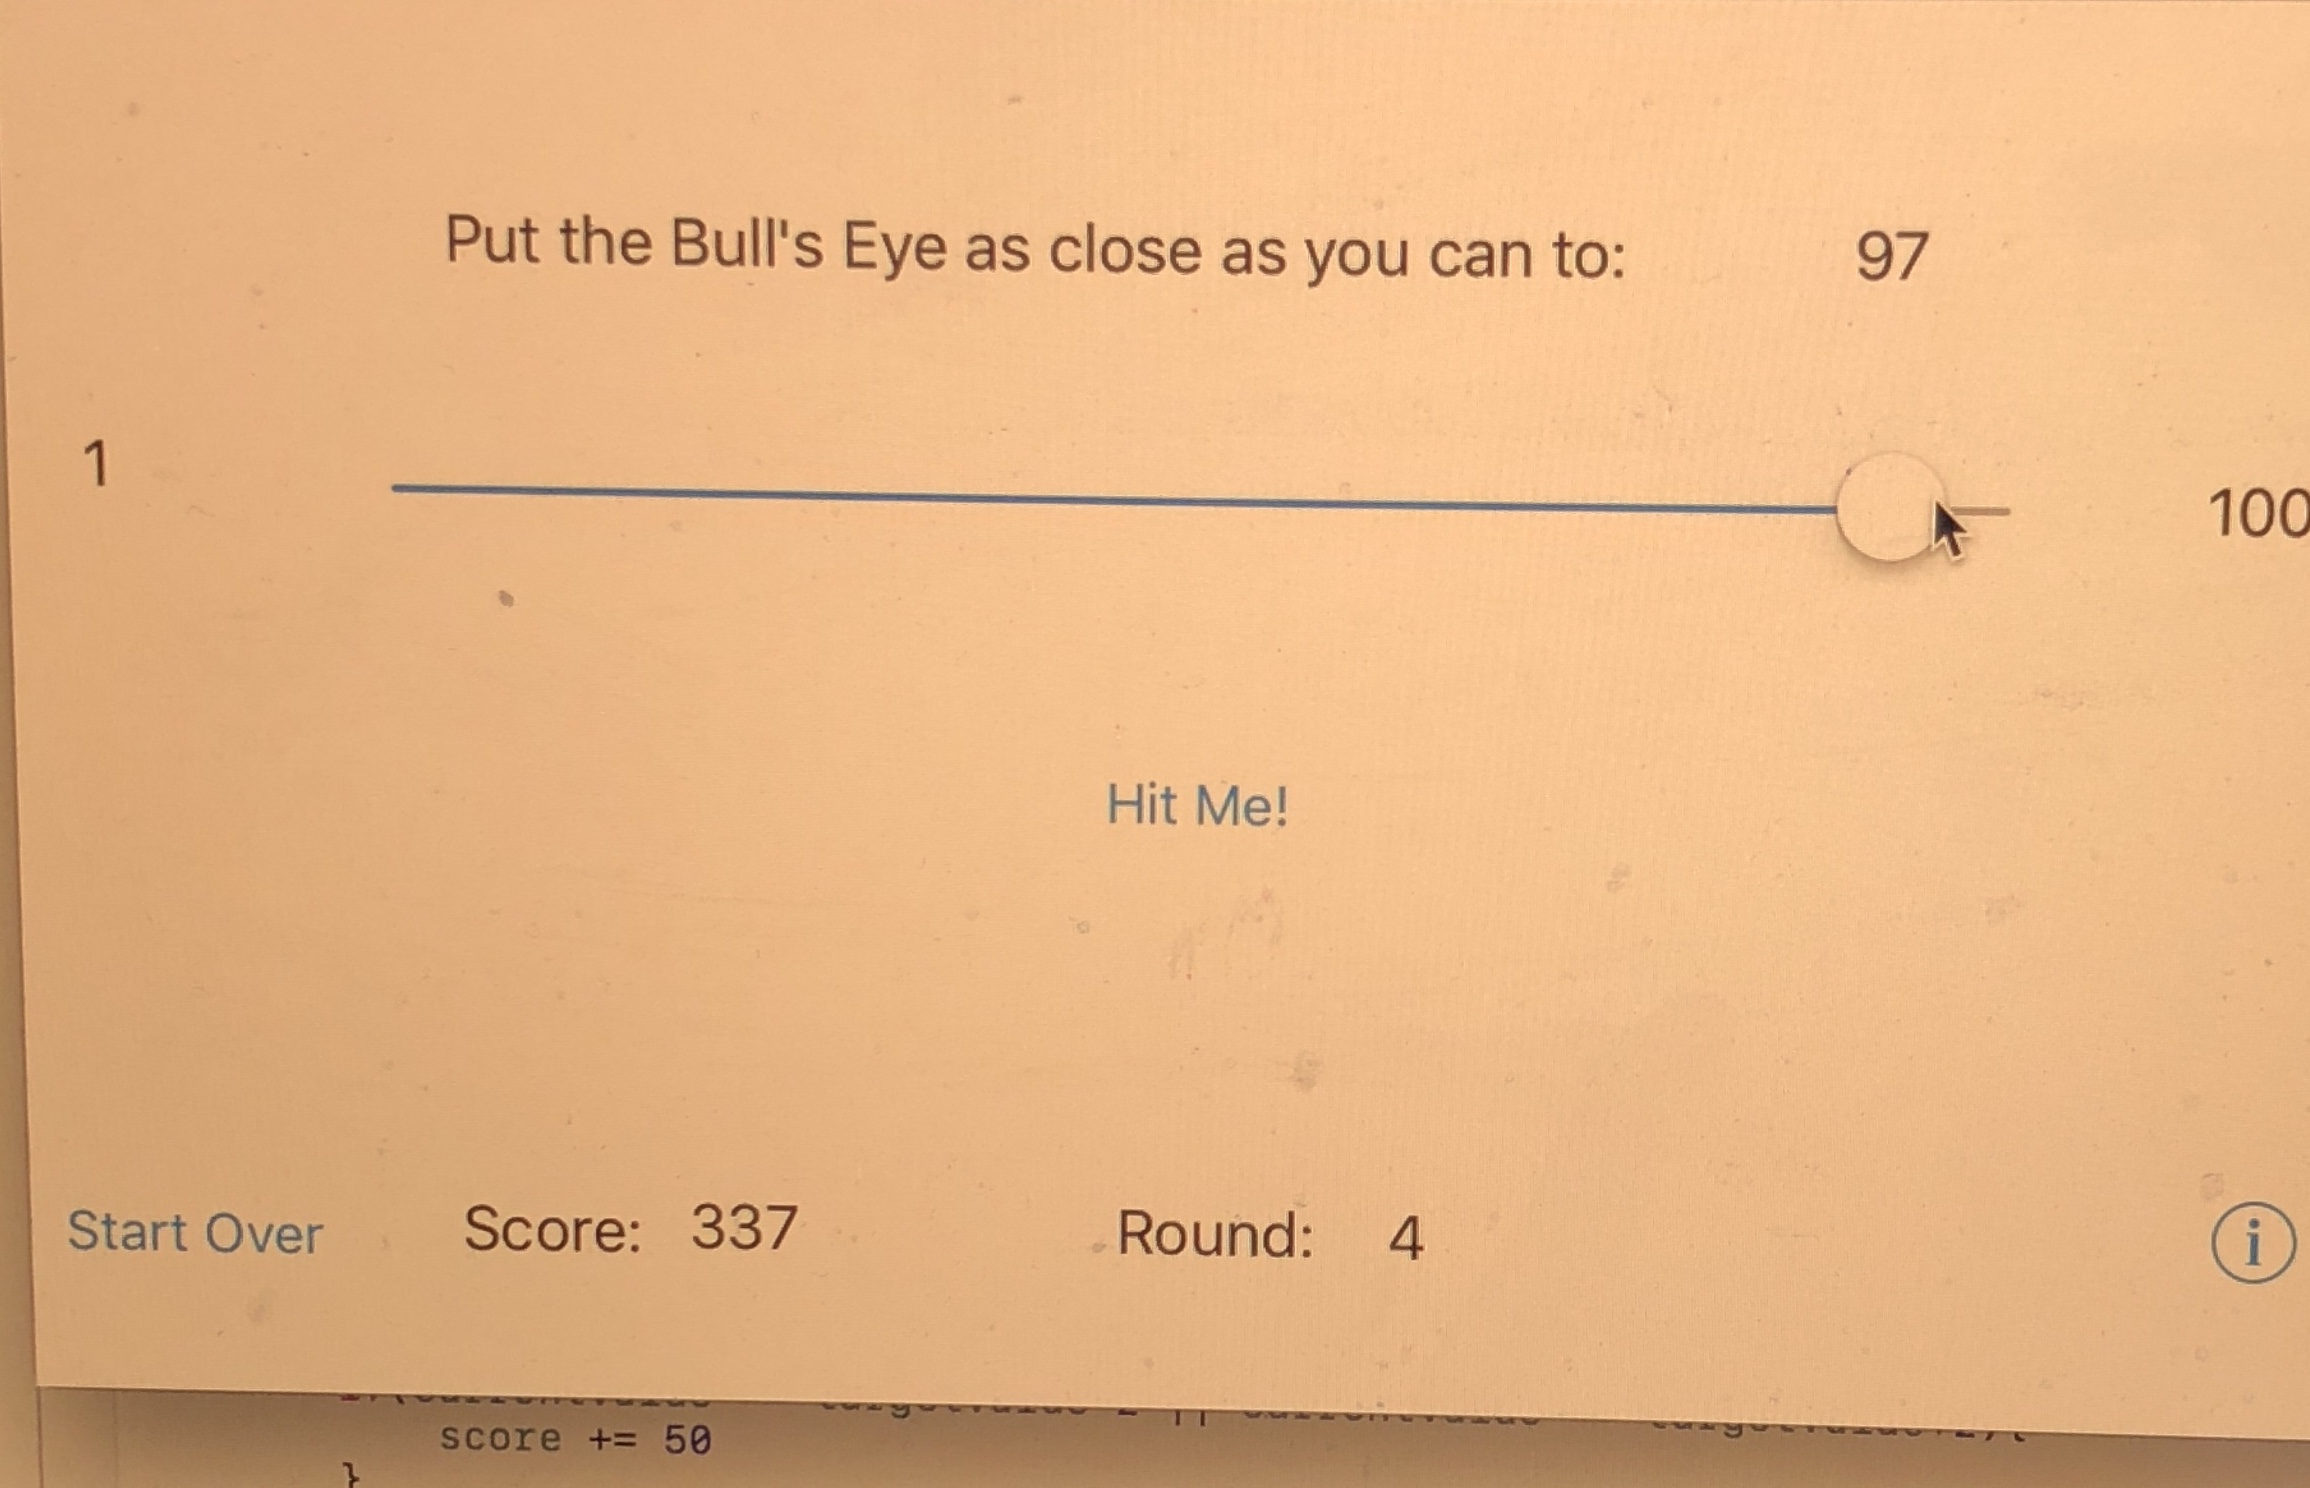 Put the Bull's Eye as close as you can to: 97
1 100
Hit Me!
Start Over Score: 337 Round: 4 i
score += 50
}